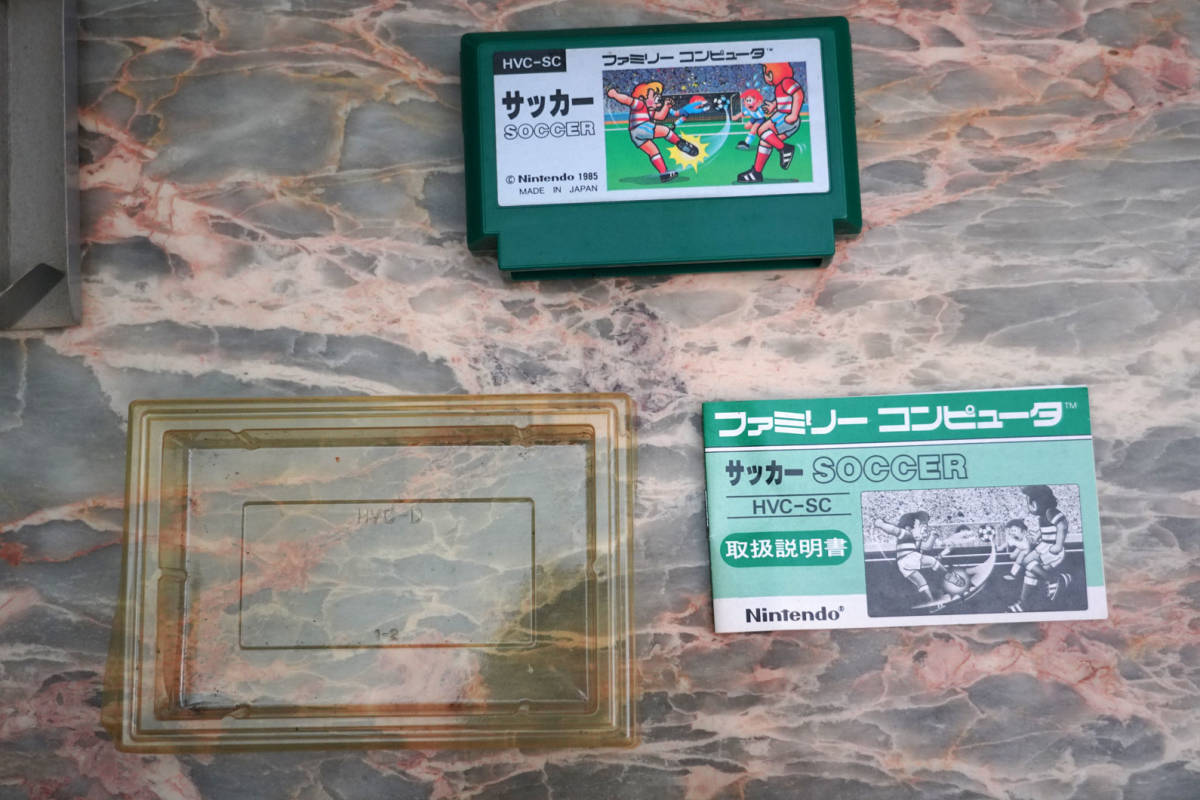 HVC-SC
ファミリー コンピュータ™
サッカー
SOCCER
© Nintendo 1985
MADE IN JAPAN
ファミリー コンピュータ™
サッカー SOCCER
HVC-SC
取扱説明書
Nintendo®
1-2